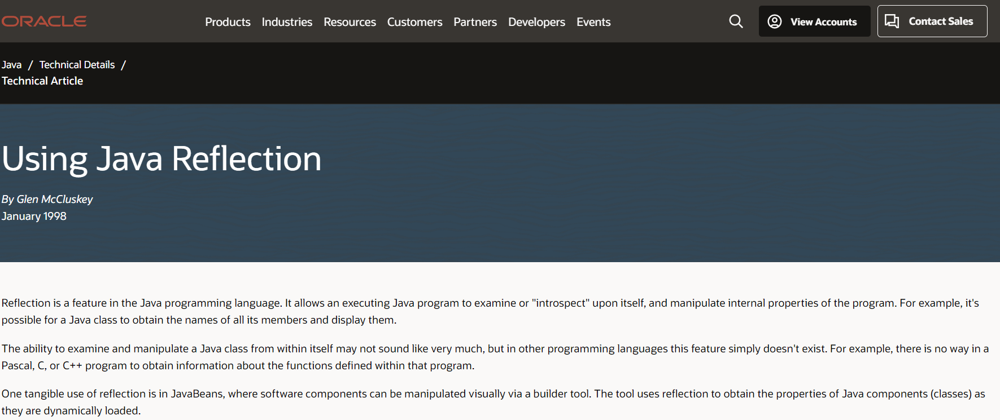 ORACLE
Products Industries Resources Customers Partners Developers Events
View Accounts
Contact Sales
Java / Technical Details /
Technical Article
Using Java Reflection
By Glen McCluskey
January 1998
Reflection is a feature in the Java programming language. It allows an executing Java program to examine or "introspect" upon itself, and manipulate internal properties of the program. For example, it's
possible for a Java class to obtain the names of all its members and display them.
The ability to examine and manipulate a Java class from within itself may not sound like very much, but in other programming languages this feature simply doesn't exist. For example, there is no way in a
Pascal, C, or C++ program to obtain information about the functions defined within that program.
One tangible use of reflection is in JavaBeans, where software components can be manipulated visually via a builder tool. The tool uses reflection to obtain the properties of Java components (classes) as
they are dynamically loaded.